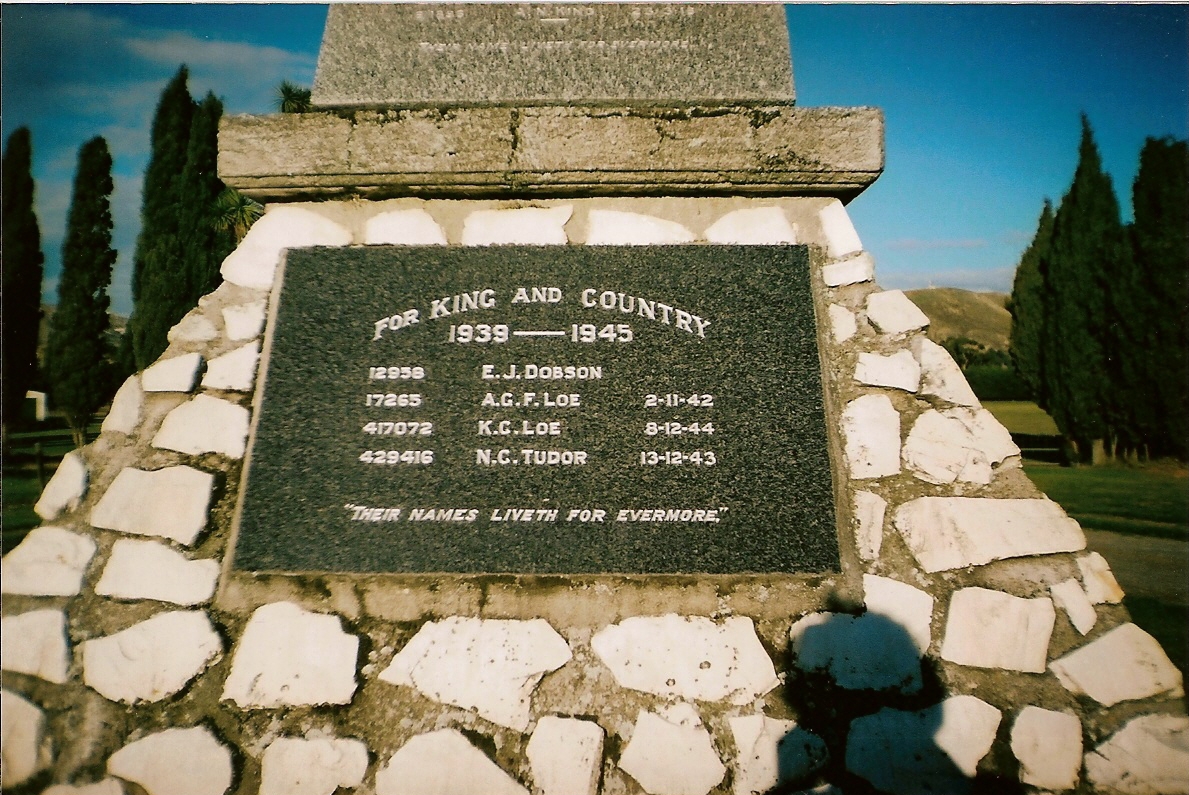 FOR KING AND COUNTRY
1939 — 1945
12958 E.J. DOBSON
17265 A.G.F. LOE 2-11-42
417072 K.C. LOE 8-12-44
429416 N.C. TUDOR 13-12-43
"THEIR NAMES LIVETH FOR EVERMORE."